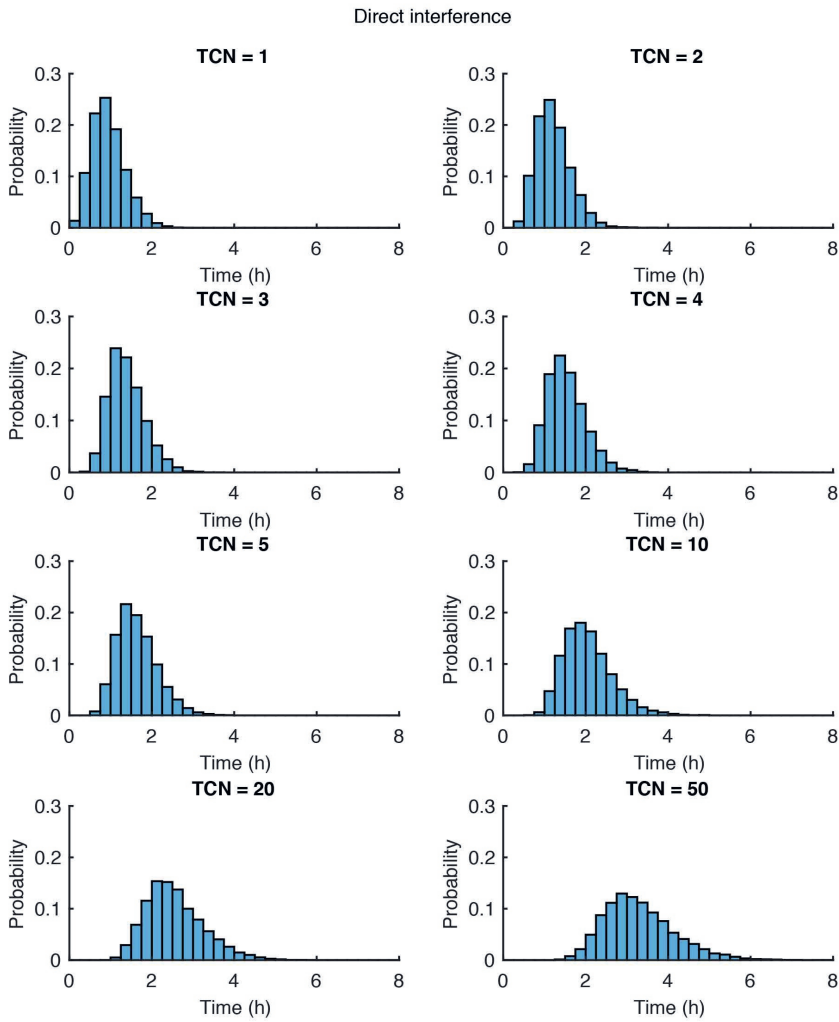 Direct interference
TCN = 1
0.3
0.2
0.1
0
Probability
0 2 4 6 8
Time (h)
TCN = 2
0.3
0.2
0.1
0
Probability
0 2 4 6 8
Time (h)
TCN = 3
0.3
0.2
0.1
0
Probability
0 2 4 6 8
Time (h)
TCN = 4
0.3
0.2
0.1
0
Probability
0 2 4 6 8
Time (h)
TCN = 5
0.3
0.2
0.1
0
Probability
0 2 4 6 8
Time (h)
TCN = 10
0.3
0.2
0.1
0
Probability
0 2 4 6 8
Time (h)
TCN = 20
0.3
0.2
0.1
0
Probability
0 2 4 6 8
Time (h)
TCN = 50
0.3
0.2
0.1
0
Probability
0 2 4 6 8
Time (h)